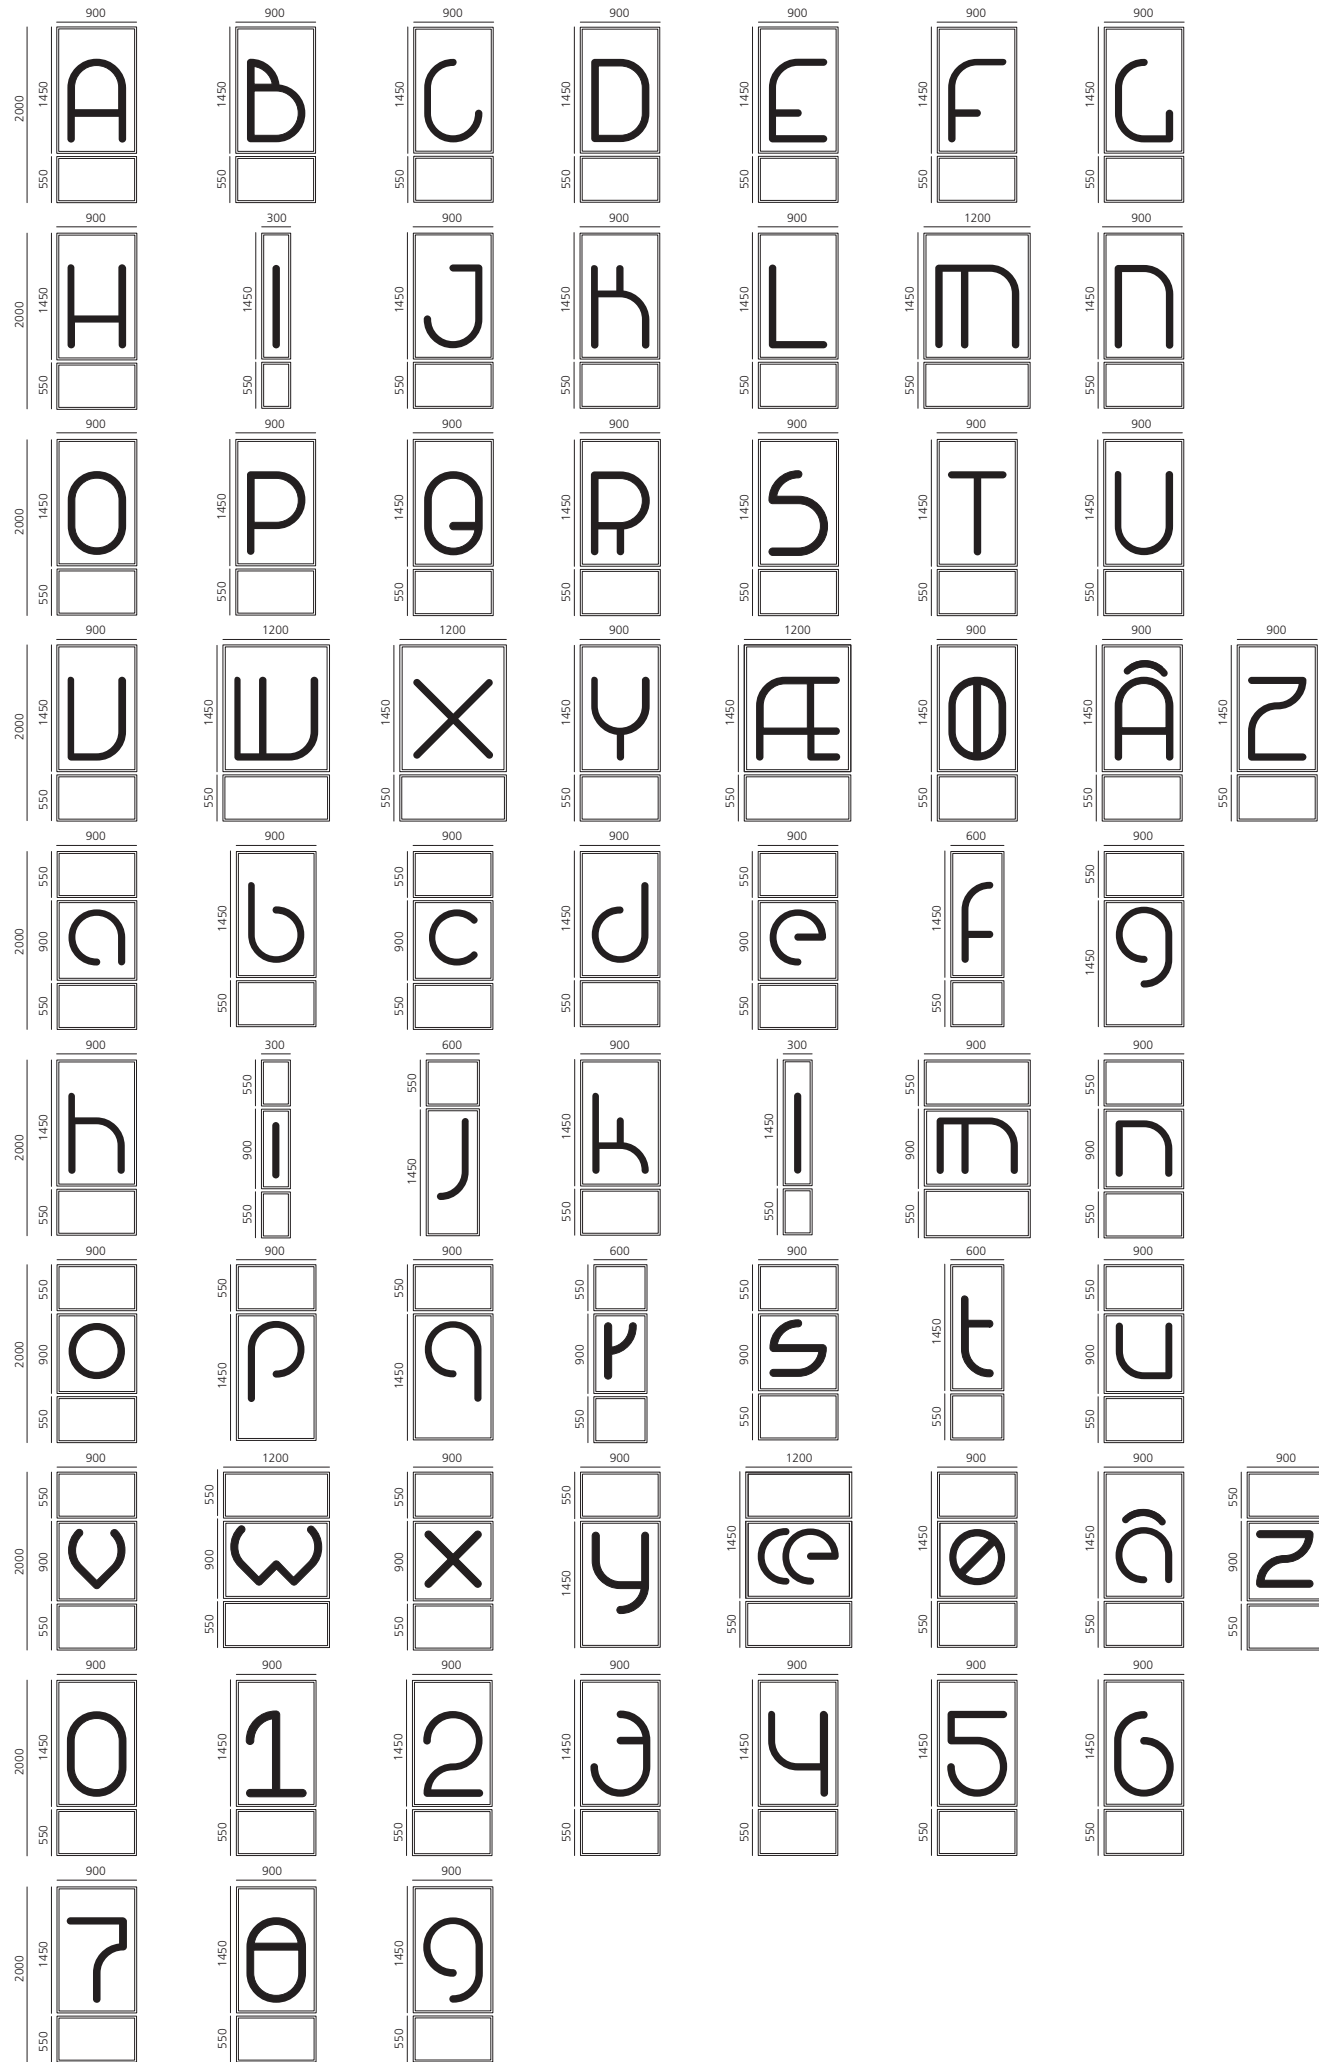 900 900 900 900 900 900 900
2000 1450 A 1450 B 1450 C 1450 D 1450 E 1450 F 1450 G
550 550 550 550 550 550 550
900 300 900 900 900 1200 900
2000 1450 H 1450 I 1450 J 1450 K 1450 L 1450 M 1450 N
550 550 550 550 550 550 550
900 900 900 900 900 900 900
2000 1450 O 1450 P 1450 Q 1450 R 1450 S 1450 T 1450 U
550 550 550 550 550 550 550
900 1200 1200 900 1200 900 900 900
2000 1450 V 1450 W 1450 X 1450 Y 1450 Æ 1450 Ø 1450 Â 1450 Z
550 550 550 550 550 550 550 550
900 900 900 900 900 600 900
550 550 550 550
2000 900 a 1450 b 900 c 1450 d 900 e 1450 f 1450 g
550 550 550 550 550 550
900 300 600 900 300 900 900
550 550 550 550
2000 1450 h 900 i 1450 j 1450 k 1450 l 900 m 900 n
550 550 550 550 550 550
900 900 900 600 900 600 900
550 550 550 550 550 550
2000 900 o 1450 p 1450 q 900 r 900 s 1450 t 900 u
550 550 550 550 550
900 1200 900 900 1200 900 900 900
550 550 550 550 550
2000 900 v 900 w 900 x 1450 y 1450 æ 1450 ø 1450 â 900 z
550 550 550 550 550 550 550
900 900 900 900 900 900 900
2000 1450 0 1450 1 1450 2 1450 3 1450 4 1450 5 1450 6
550 550 550 550 550 550 550
900 900 900
2000 1450 7 1450 8 1450 9
550 550 550